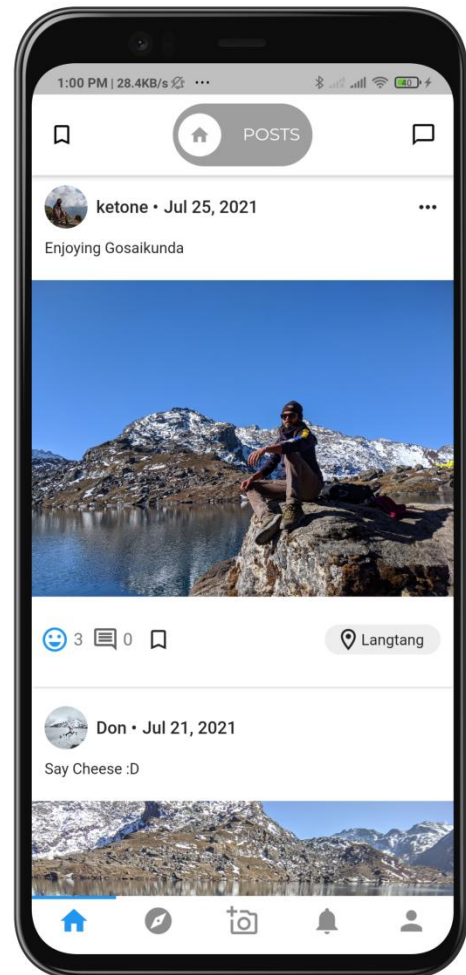 1:00 PM | 28.4KB/s ...
40
POSTS
ketone • Jul 25, 2021
Enjoying Gosaikunda
3
0
Langtang
Don • Jul 21, 2021
Say Cheese :D